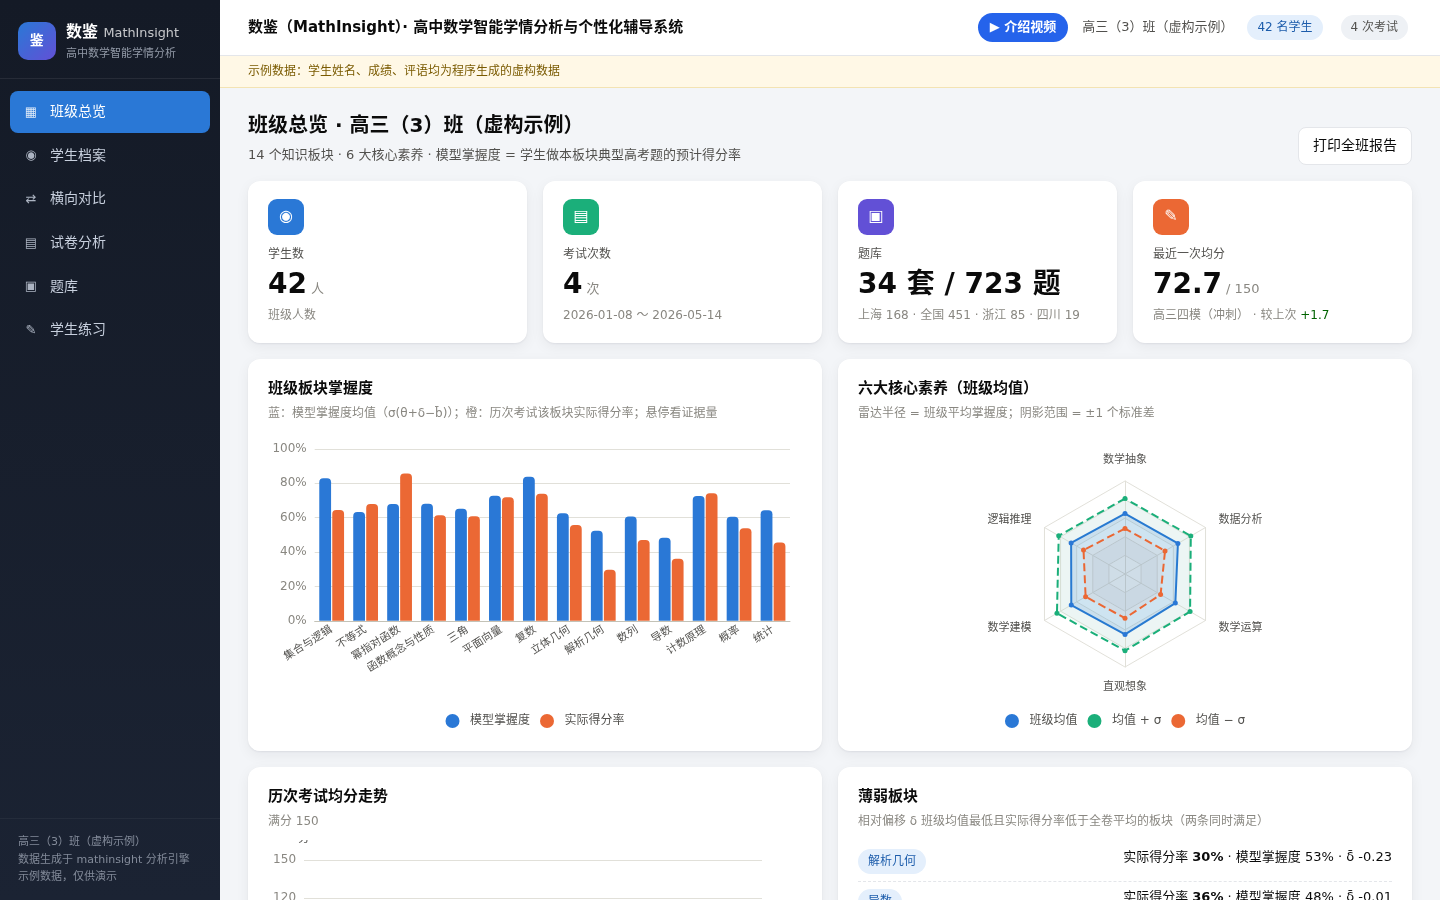 鉴
数鉴 MathInsight
高中数学智能学情分析
班级总览
学生档案
横向对比
试卷分析
题库
学生练习
高三（3）班（虚构示例）
数据生成于 mathinsight 分析引擎
示例数据，仅供演示
数鉴（MathInsight）· 高中数学智能学情分析与个性化辅导系统
▶ 介绍视频
高三（3）班（虚构示例）
42 名学生
4 次考试
示例数据：学生姓名、成绩、评语均为程序生成的虚构数据
班级总览 · 高三（3）班（虚构示例）
14 个知识板块 · 6 大核心素养 · 模型掌握度 = 学生做本板块典型高考题的预计得分率
打印全班报告
学生数
42 人
班级人数
考试次数
4 次
2026-01-08 ～ 2026-05-14
题库
34 套 / 723 题
上海 168 · 全国 451 · 浙江 85 · 四川 19
最近一次均分
72.7 / 150
高三四模（冲刺） · 较上次 +1.7
班级板块掌握度
蓝：模型掌握度均值（σ(θ+δ−b̄)）；橙：历次考试该板块实际得分率；悬停看证据量
100%
80%
60%
40%
20%
0%
集合与逻辑
不等式
幂指对函数
函数概念与性质
三角
平面向量
复数
立体几何
解析几何
数列
导数
计数原理
概率
统计
模型掌握度
实际得分率
六大核心素养（班级均值）
雷达半径 = 班级平均掌握度；阴影范围 = ±1 个标准差
数学抽象
逻辑推理
数据分析
数学建模
数学运算
直观想象
班级均值
均值 + σ
均值 − σ
历次考试均分走势
满分 150
150
120
薄弱板块
相对偏移 δ 班级均值最低且实际得分率低于全卷平均的板块（两条同时满足）
解析几何
实际得分率 30% · 模型掌握度 53% · δ̄ -0.23
导数
实际得分率 36% · 模型掌握度 48% · δ̄ -0.01